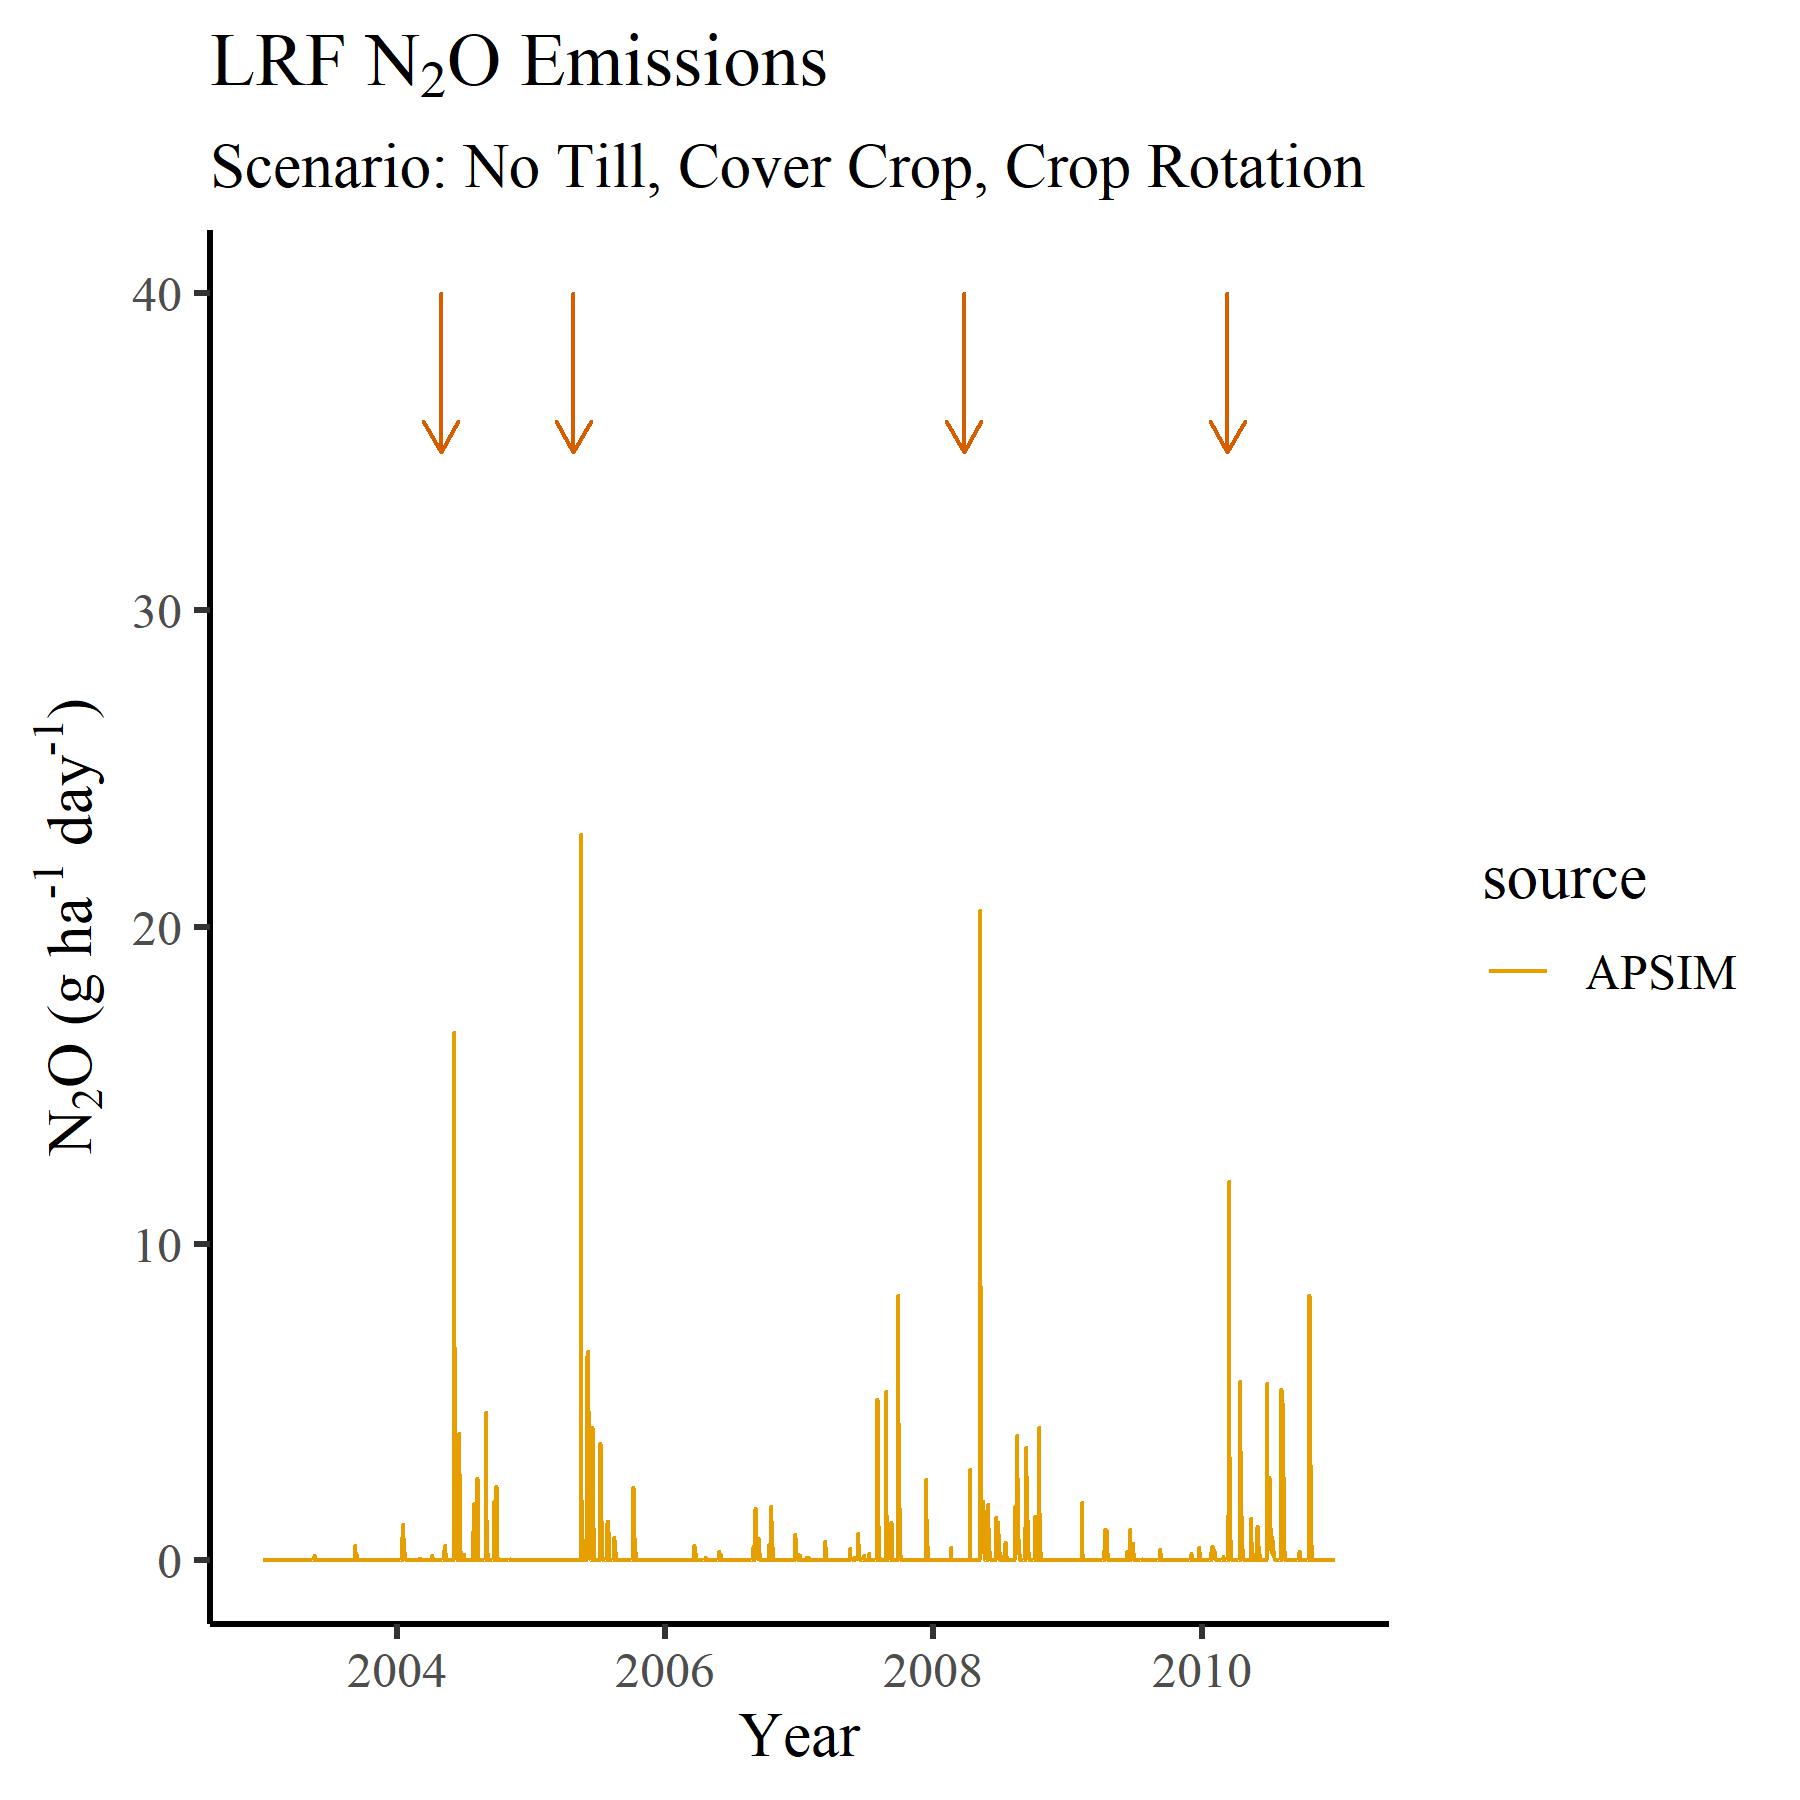 LRF N₂O Emissions
Scenario: No Till, Cover Crop, Crop Rotation
N₂O (g ha⁻¹ day⁻¹)
40
30
20
10
0
2004 2006 2008 2010
Year
source
APSIM